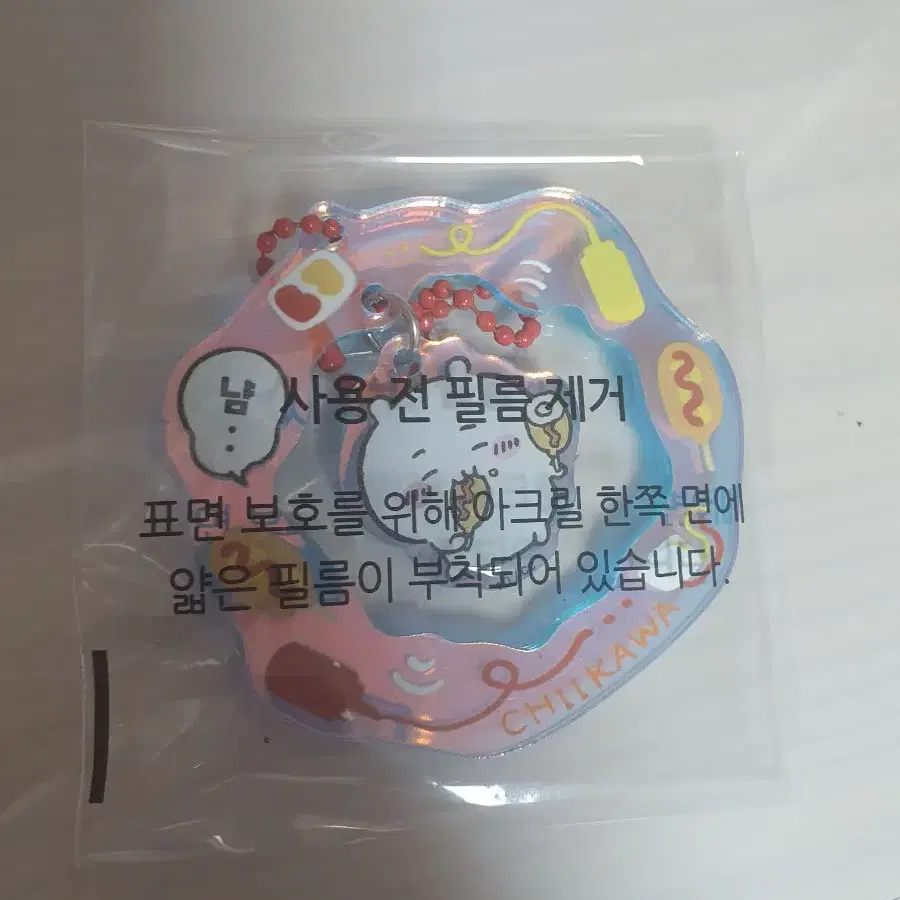 냠..
사용 전 필름 제거
표면 보호를 위해 아크릴 한쪽 면에
얇은 필름이 부착되어 있습니다.
CHIIKAWA